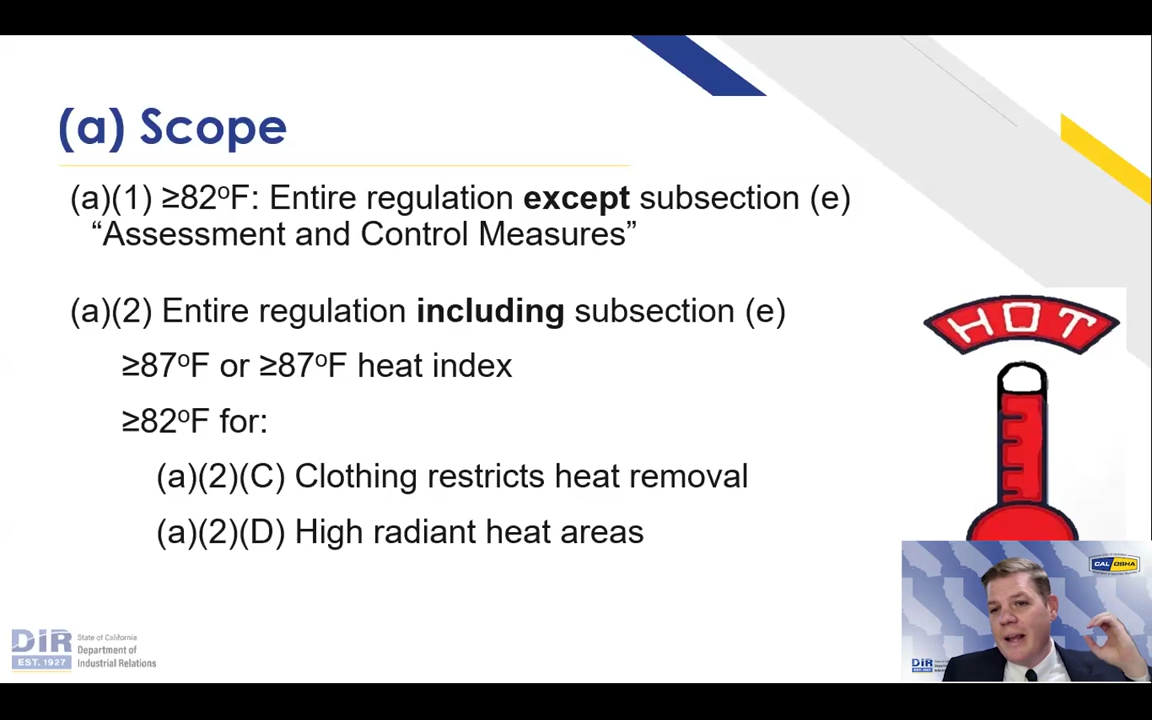 (a) Scope
(a)(1) ≥82ºF: Entire regulation except subsection (e)
“Assessment and Control Measures”
(a)(2) Entire regulation including subsection (e)
≥87ºF or ≥87ºF heat index
≥82ºF for:
(a)(2)(C) Clothing restricts heat removal
(a)(2)(D) High radiant heat areas
HOT
CAL OSHA
DIR
EST. 1927
State of California
Department of
Industrial Relations
DIR